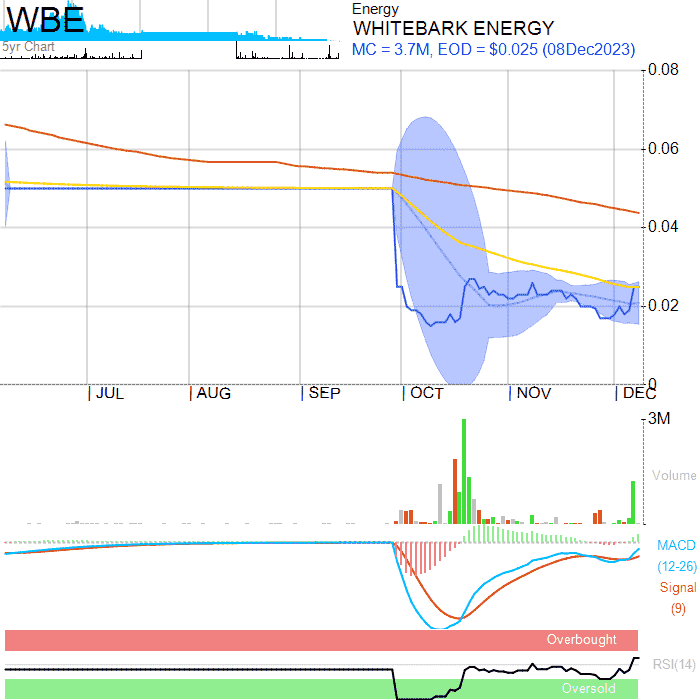 WBE
5yr Chart
Energy
WHITEBARK ENERGY
MC = 3.7M, EOD = $0.025 (08Dec2023)
0.08
0.06
0.04
0.02
0
JUL AUG SEP OCT NOV DEC
3M
Volume
MACD
(12-26)
Signal
(9)
Overbought
RSI(14)
Oversold